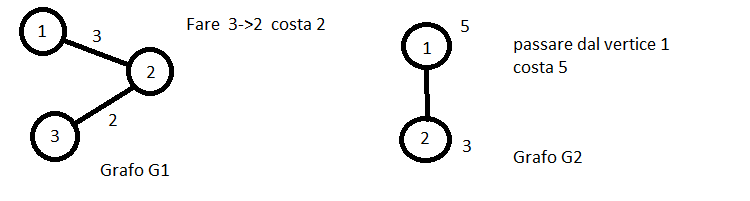 1
3
2
2
3
Fare 3->2 costa 2
Grafo G1
1
5
2
3
passare dal vertice 1
costa 5
Grafo G2